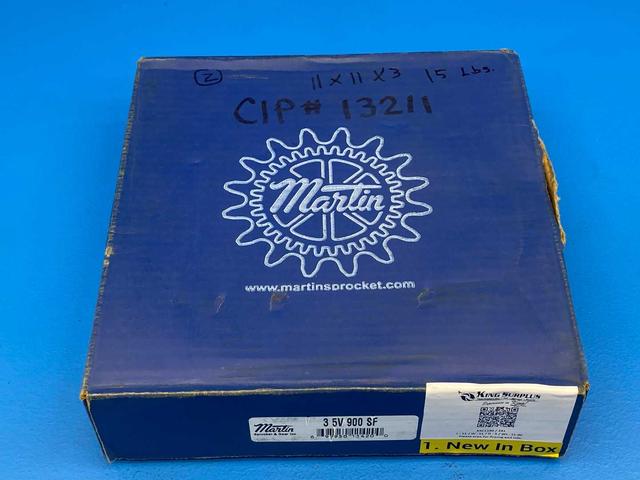 2
11 X 11 X 3 15 Lbs.
CIP# 13211
Martin
www.martinsprocket.com
Martin
Sprocket & Gear Inc
3 5V 900 SF
KING SURPLUS
1. New In Box